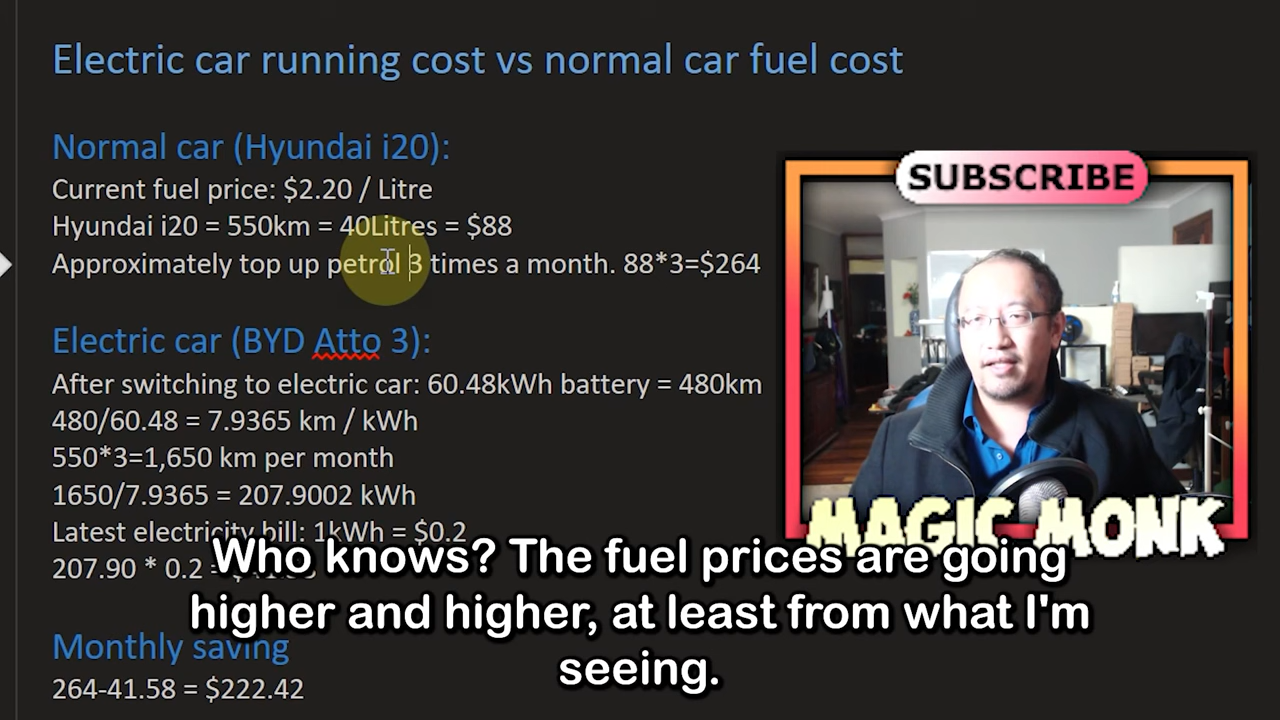 Electric car running cost vs normal car fuel cost
Normal car (Hyundai i20):
Current fuel price: $2.20 / Litre
Hyundai i20 = 550km = 40Litres = $88
Approximately top up petrol 3 times a month. 88*3=$264
Electric car (BYD Atto 3):
After switching to electric car: 60.48kWh battery = 480km
480/60.48 = 7.9365 km / kWh
550*3=1,650 km per month
1650/7.9365 = 207.9002 kWh
Latest electricity bill: 1kWh = $0.2
207.90 * 0.2 =
Monthly saving
264-41.58 = $222.42
SUBSCRIBE
MAGIC MONK
Who knows? The fuel prices are going
higher and higher, at least from what I'm
seeing.